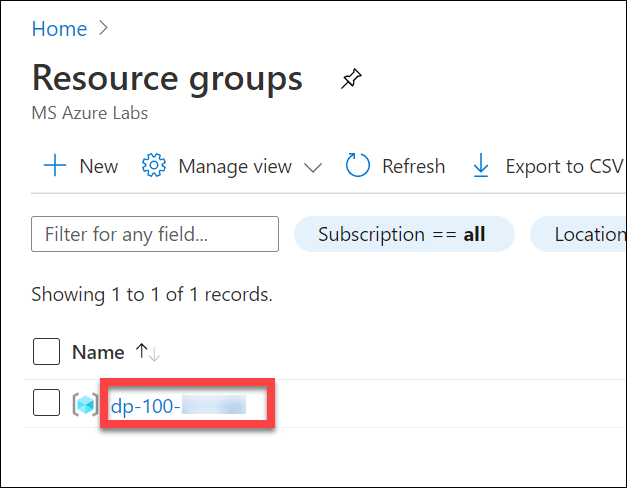 Home >
Resource groups
MS Azure Labs
+ New Manage view Refresh Export to CSV
Filter for any field... Subscription == all Location
Showing 1 to 1 of 1 records.
Name ↑↓
dp-100-